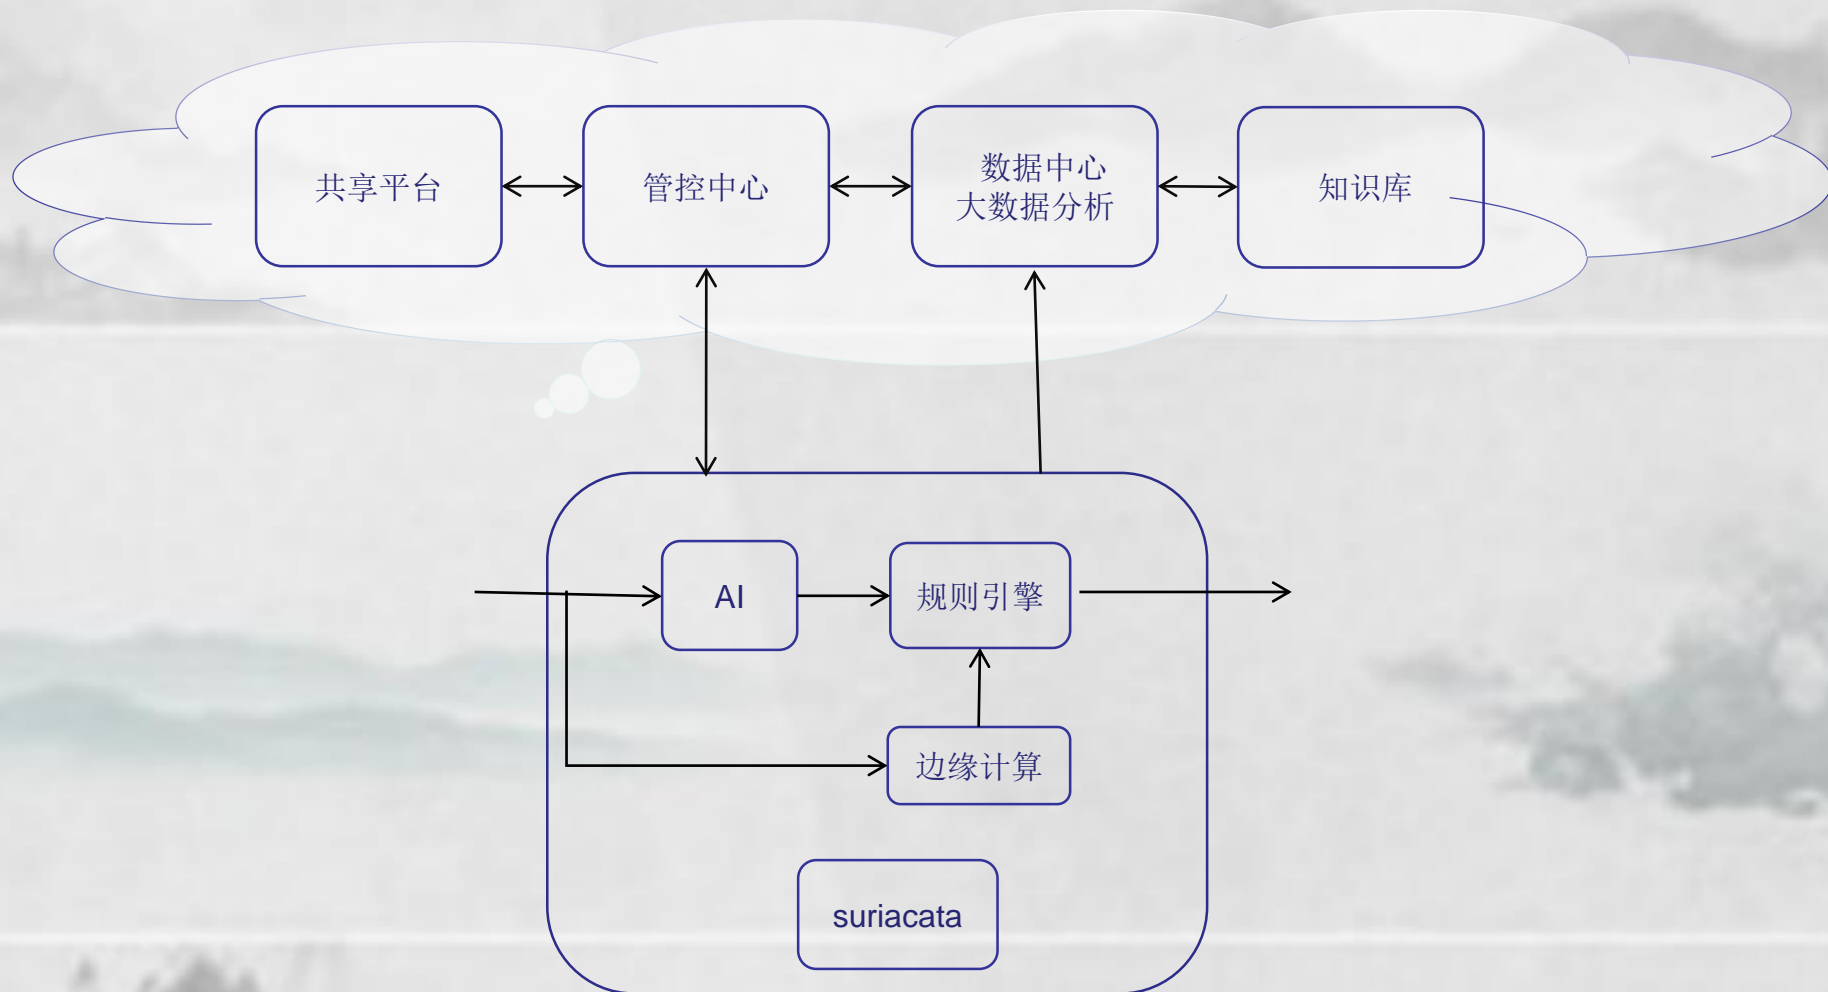 共享平台
管控中心
数据中心
大数据分析
知识库
AI
规则引擎
边缘计算
suriacata